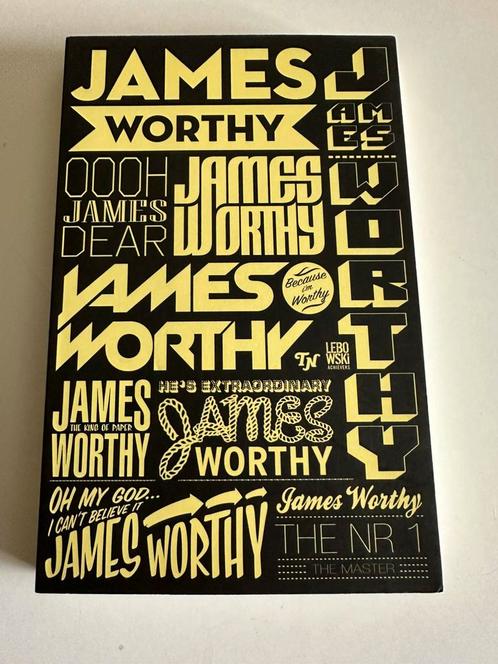 JAMES
WORTHY
JAMES
WORTHY
OOOH
JAMES
DEAR
JAMES
WORTHY
JAMES
WORTHY
Because
I'm
Worthy
TN
LEBO
WSKI
ACHIEVERS
JAMES
THE KING OF PAPER
WORTHY
HE'S EXTRAORDINARY
JAMES
WORTHY
OH MY GOD...
I CAN'T BELIEVE IT
JAMES WORTHY
James Worthy
THE NR 1
THE MASTER